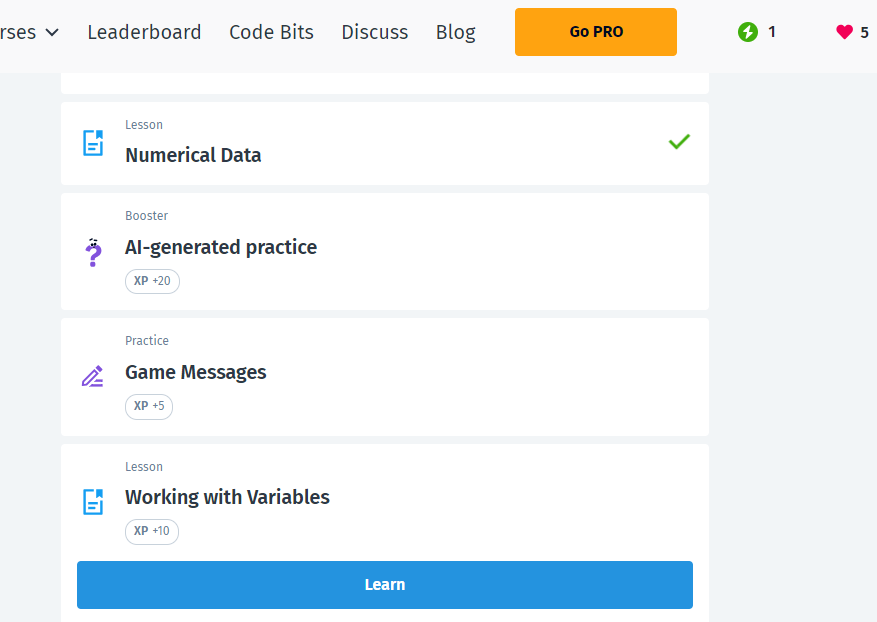 rses Leaderboard Code Bits Discuss Blog Go PRO 1 5
Lesson
Numerical Data
Booster
AI-generated practice
XP +20
Practice
Game Messages
XP +5
Lesson
Working with Variables
XP +10
Learn